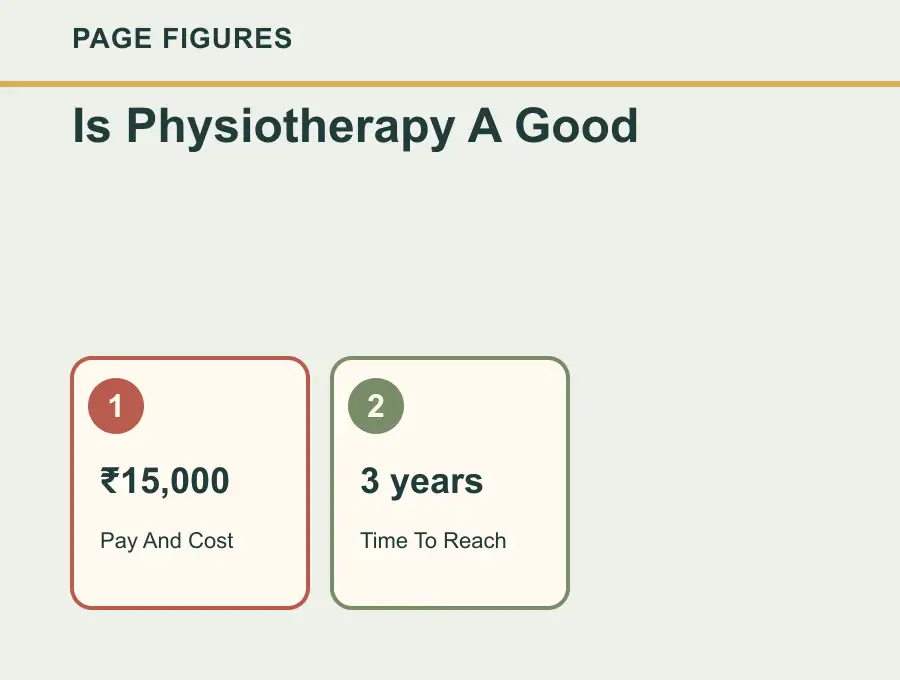 PAGE FIGURES
Is Physiotherapy A Good
1
₹15,000
Pay And Cost
2
3 years
Time To Reach